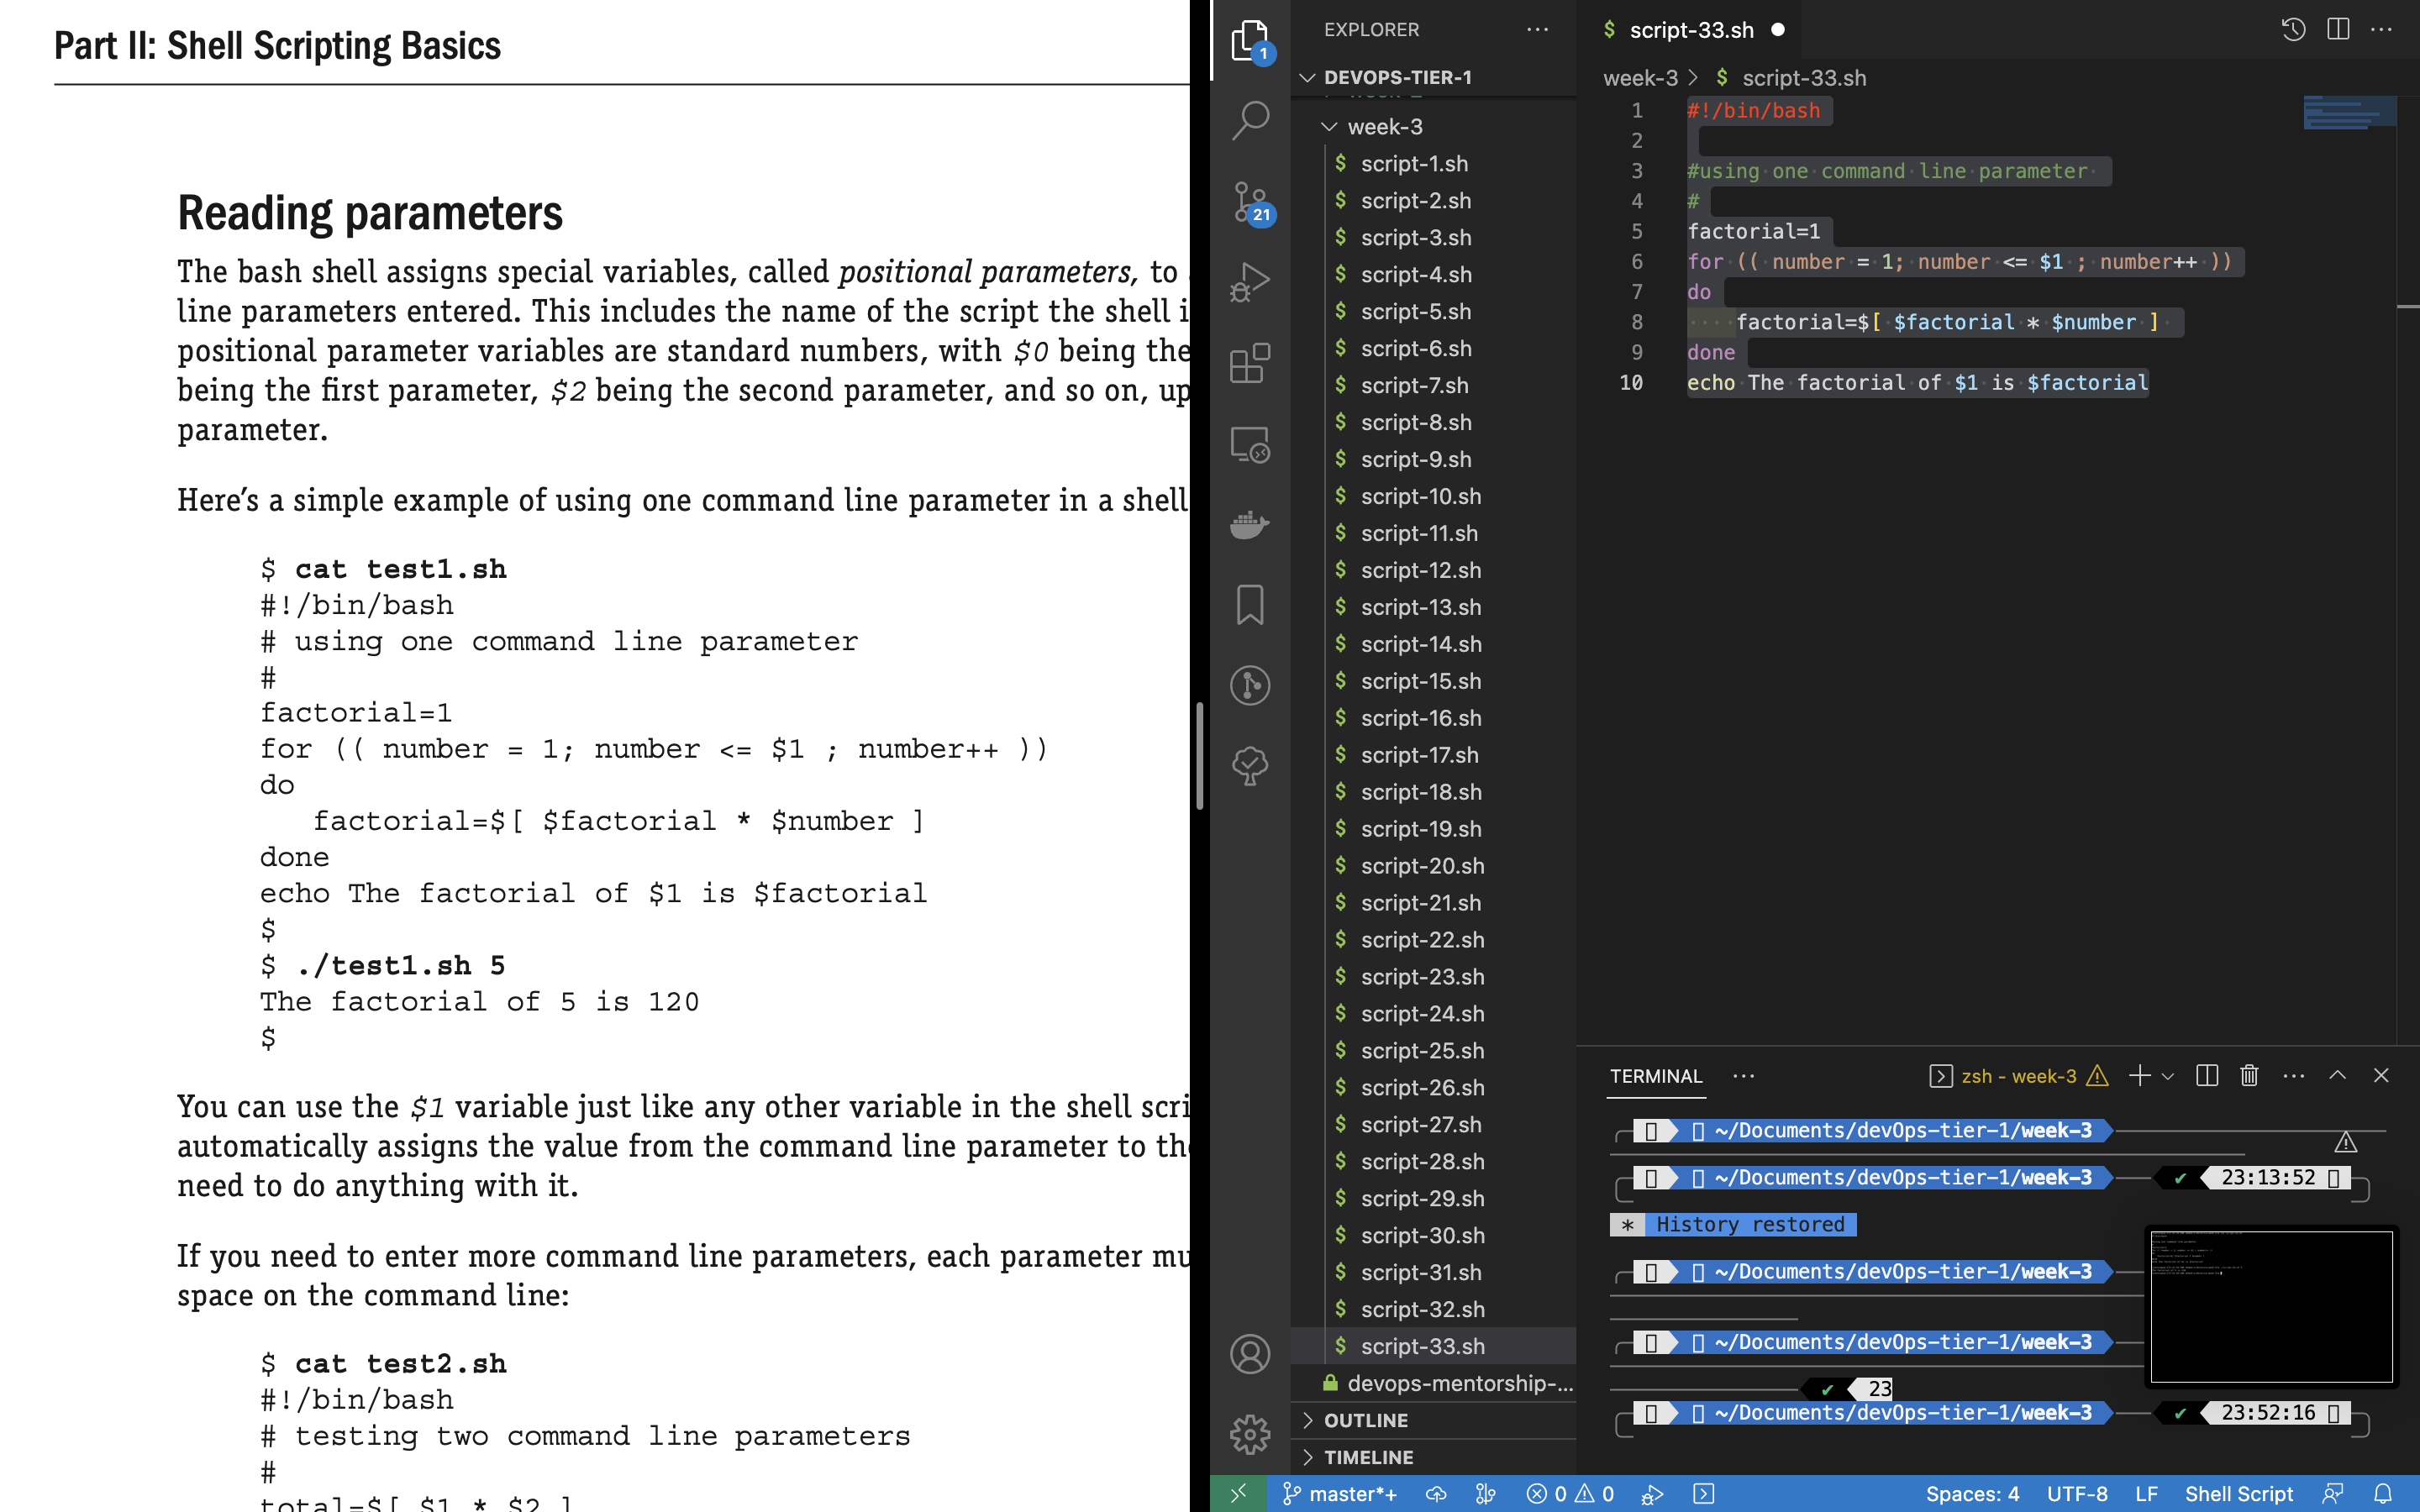 Part II: Shell Scripting Basics
Reading parameters
The bash shell assigns special variables, called positional parameters, to
line parameters entered. This includes the name of the script the shell i
positional parameter variables are standard numbers, with $0 being the
being the first parameter, $2 being the second parameter, and so on, up
parameter.
Here's a simple example of using one command line parameter in a shell
$ cat test1.sh
#!/bin/bash
# using one command line parameter
#
factorial=1
for (( number = 1; number <= $1 ; number++ ))
do
factorial=$[ $factorial * $number ]
done
echo The factorial of $1 is $factorial
$
$ ./test1.sh 5
The factorial of 5 is 120
$
You can use the $1 variable just like any other variable in the shell scri
automatically assigns the value from the command line parameter to the
need to do anything with it.
If you need to enter more command line parameters, each parameter mu
space on the command line:
$ cat test2.sh
#!/bin/bash
# testing two command line parameters
#
total=$[ $1 * $2 ]
1
21
EXPLORER
DEVOPS-TIER-1
week-3
$ script-1.sh
$ script-2.sh
$ script-3.sh
$ script-4.sh
$ script-5.sh
$ script-6.sh
$ script-7.sh
$ script-8.sh
$ script-9.sh
$ script-10.sh
$ script-11.sh
$ script-12.sh
$ script-13.sh
$ script-14.sh
$ script-15.sh
$ script-16.sh
$ script-17.sh
$ script-18.sh
$ script-19.sh
$ script-20.sh
$ script-21.sh
$ script-22.sh
$ script-23.sh
$ script-24.sh
$ script-25.sh
$ script-26.sh
$ script-27.sh
$ script-28.sh
$ script-29.sh
$ script-30.sh
$ script-31.sh
$ script-32.sh
$ script-33.sh
devops-mentorship-...
OUTLINE
TIMELINE
$ script-33.sh
week-3 > $ script-33.sh
1 #!/bin/bash
2
3 #using one command line parameter
4 #
5 factorial=1
6 for (( number = 1; number <= $1 ; number++ ))
7 do
8 factorial=$[ $factorial * $number ]
9 done
10 echo The factorial of $1 is $factorial
TERMINAL
zsh - week-3
~/Documents/devOps-tier-1/week-3
~/Documents/devOps-tier-1/week-3 ✔ 23:13:52
* History restored
~/Documents/devOps-tier-1/week-3
~/Documents/devOps-tier-1/week-3
✔ 23
~/Documents/devOps-tier-1/week-3 ✔ 23:52:16
master*+ 0 0 Spaces: 4 UTF-8 LF Shell Script